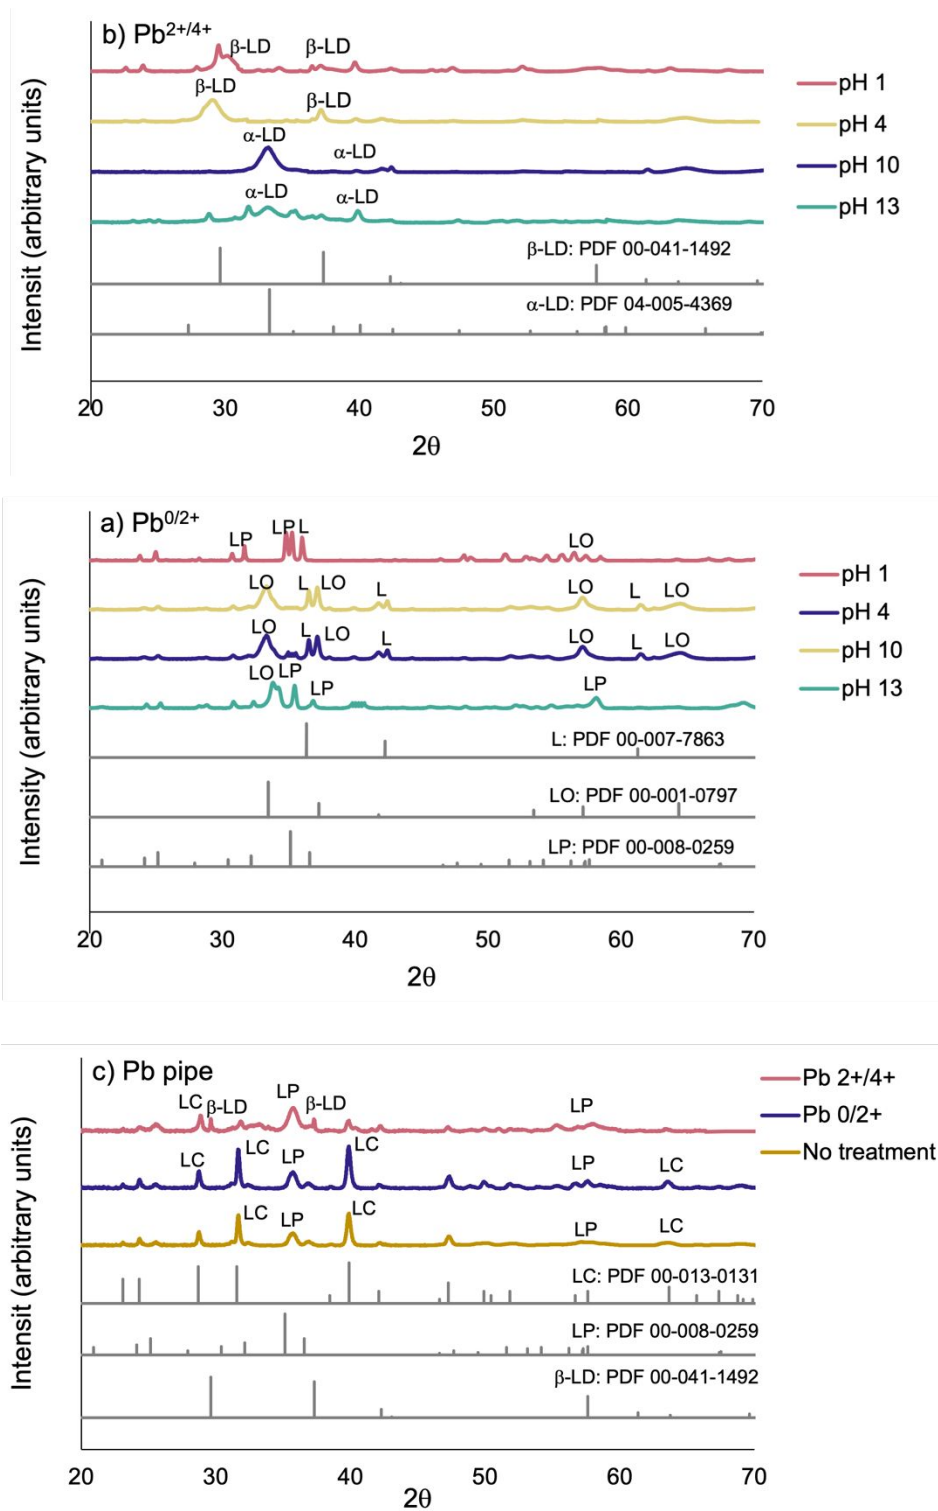 b) Pb2+/4+
β-LD β-LD
β-LD β-LD
α-LD α-LD
α-LD α-LD
β-LD: PDF 00-041-1492
α-LD: PDF 04-005-4369
Intensit (arbitrary units)
20 30 40 50 60 70
2θ
pH 1
pH 4
pH 10
pH 13
a) Pb0/2+
LP LP L LO
LO L LO L LO L LO
LO L LO L LO L LO
LO LP LP LP
L: PDF 00-007-7863
LO: PDF 00-001-0797
LP: PDF 00-008-0259
Intensity (arbitrary units)
20 30 40 50 60 70
2θ
pH 1
pH 4
pH 10
pH 13
c) Pb pipe
LC β-LD LP β-LD LP
LC LC LP LC LP LC
LC LP LC LP LC
LC: PDF 00-013-0131
LP: PDF 00-008-0259
β-LD: PDF 00-041-1492
Intensit (arbitrary units)
20 30 40 50 60 70
2θ
Pb 2+/4+
Pb 0/2+
No treatment